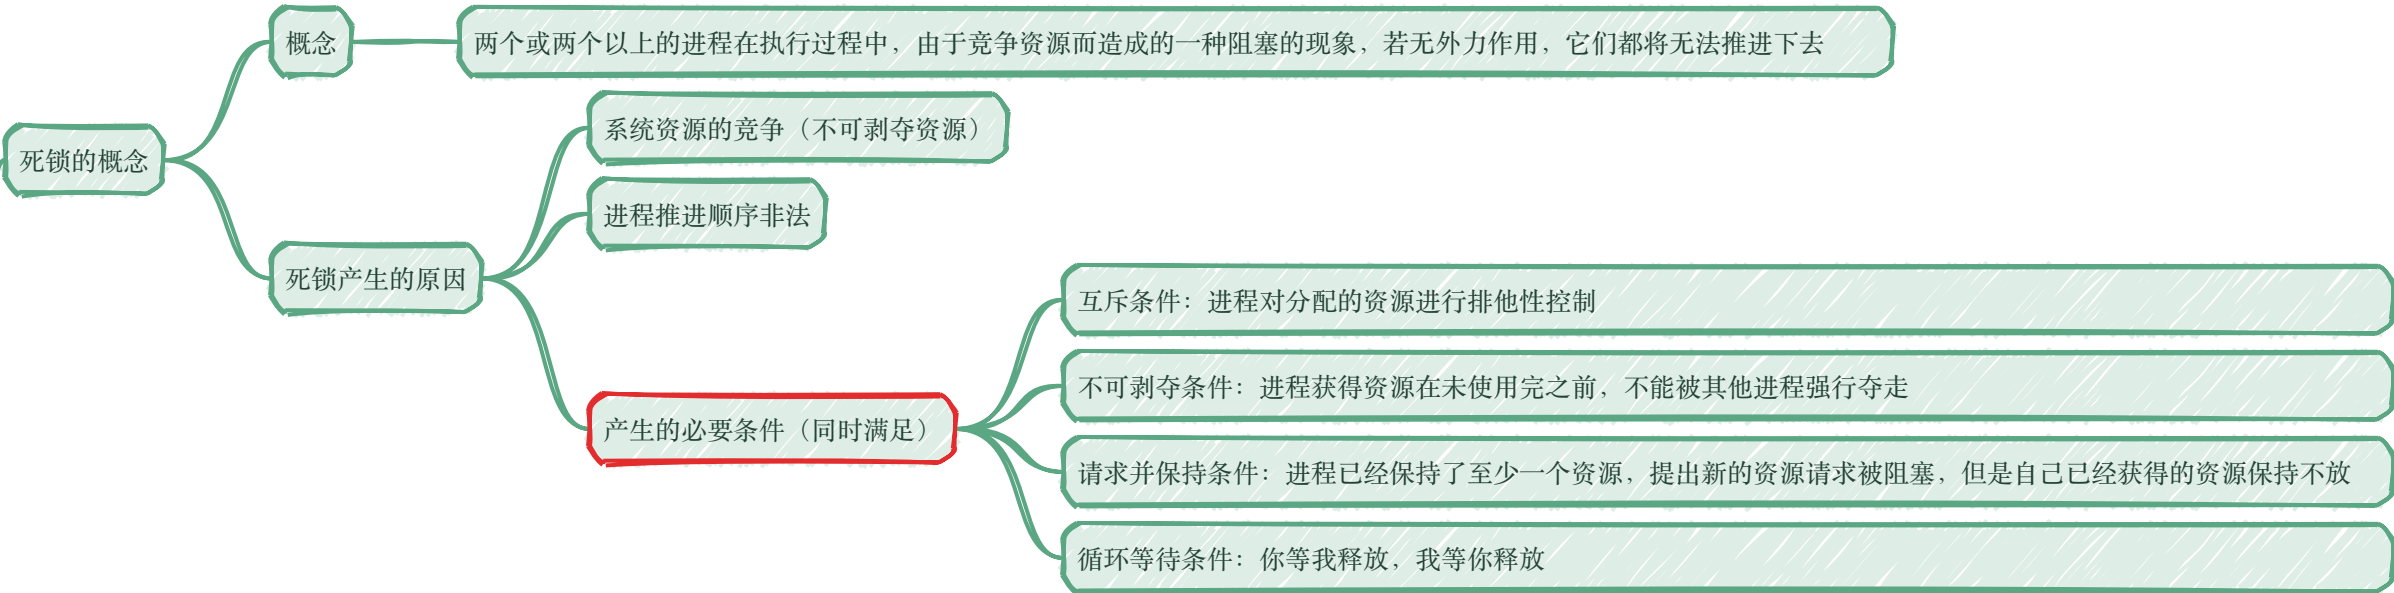 死锁的概念
概念
两个或两个以上的进程在执行过程中，由于竞争资源而造成的一种阻塞的现象，若无外力作用，它们都将无法推进下去
死锁产生的原因
系统资源的竞争（不可剥夺资源）
进程推进顺序非法
产生的必要条件（同时满足）
互斥条件：进程对分配的资源进行排他性控制
不可剥夺条件：进程获得资源在未使用完之前，不能被其他进程强行夺走
请求并保持条件：进程已经保持了至少一个资源，提出新的资源请求被阻塞，但是自己已经获得的资源保持不放
循环等待条件：你等我释放，我等你释放